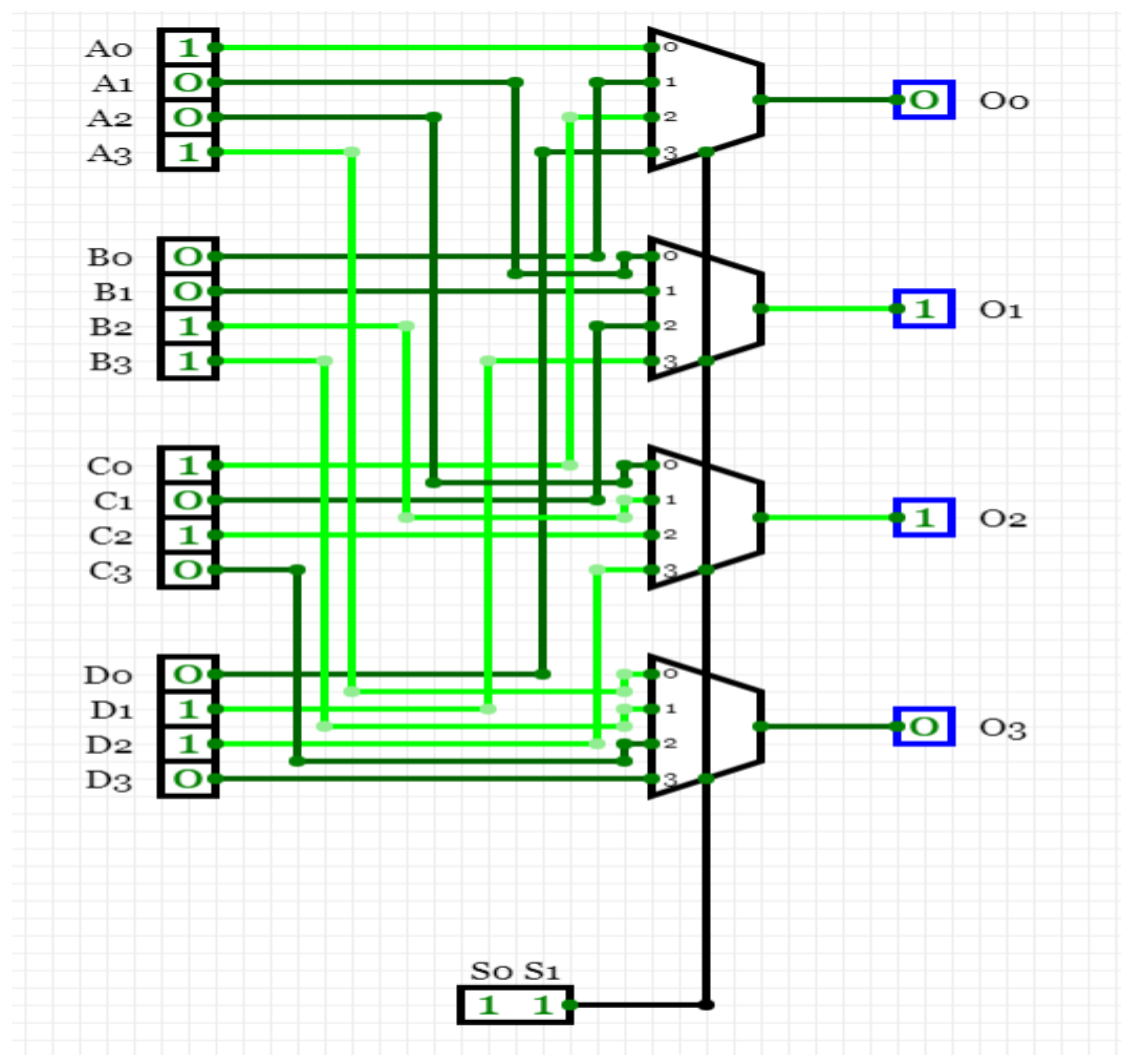 A0 1 0
A1 0 1 0 O0
A2 0 2
A3 1 3
B0 0 0
B1 0 1 1 O1
B2 1 2
B3 1 3
C0 1 0
C1 0 1 1 O2
C2 1 2
C3 0 3
D0 0 0
D1 1 1 0 O3
D2 1 2
D3 0 3
S0 S1
1 1